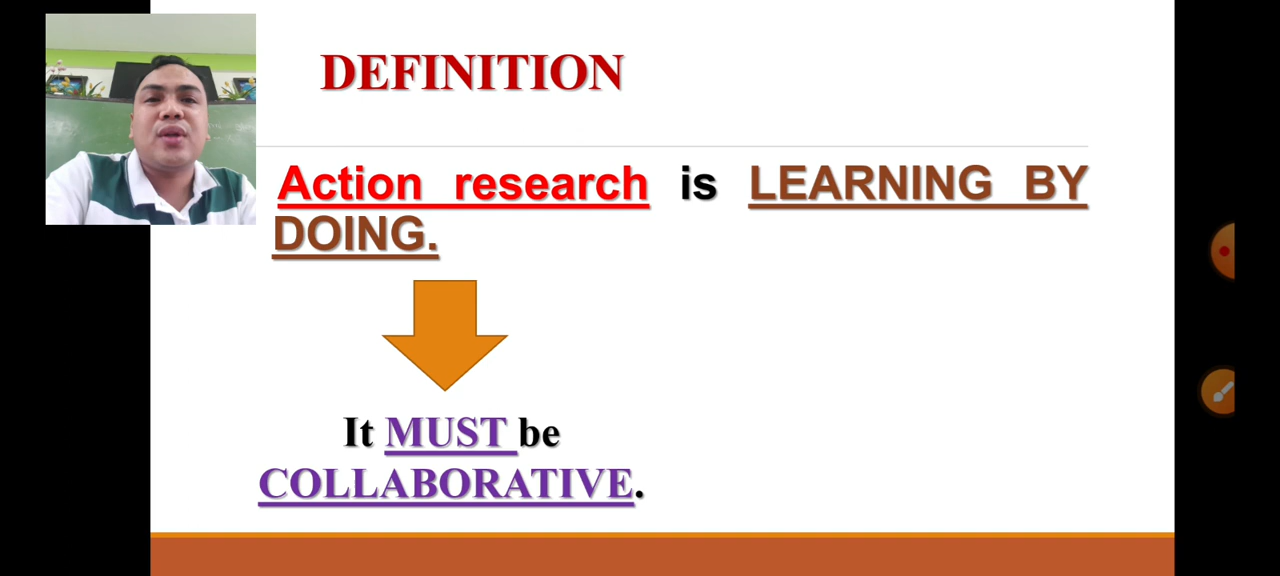 DEFINITION
Action research is LEARNING BY
DOING.
It MUST be
COLLABORATIVE.